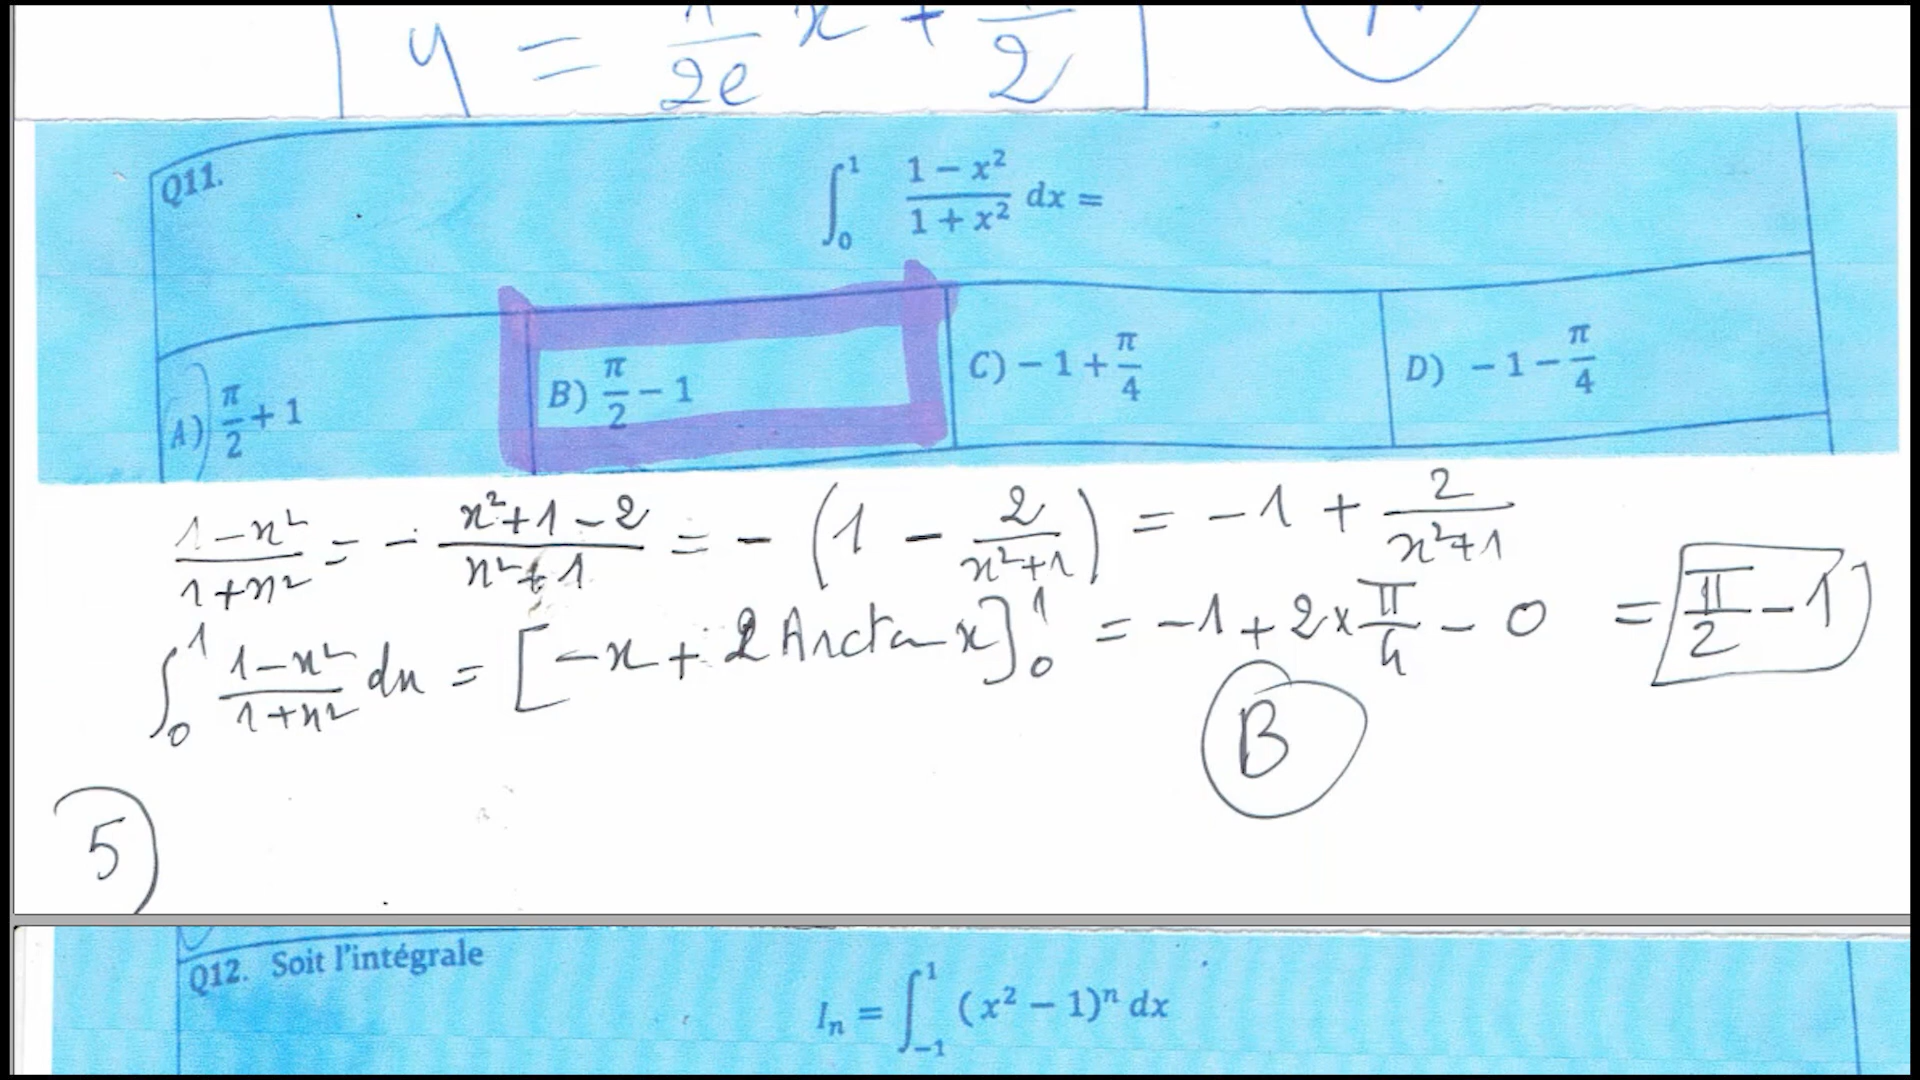 y = /2e x + /2
Q11.
∫₀¹ (1 − x²)/(1 + x²) dx =
A) π/2 + 1 B) π/2 − 1 C) − 1 + π/4 D) − 1 − π/4
(1−x²)/(1+x²) = − (x²+1−2)/(x²+1) = − (1 − 2/(x²+1)) = −1 + 2/(x²+1)
∫₀¹ (1−x²)/(1+x²) dx = [−x + 2 Arctan x]₀¹ = −1 + 2 × π/4 − 0 = π/2 − 1
B
5
Q12. Soit l'intégrale
Iₙ = ∫₋₁¹ (x² − 1)ⁿ dx